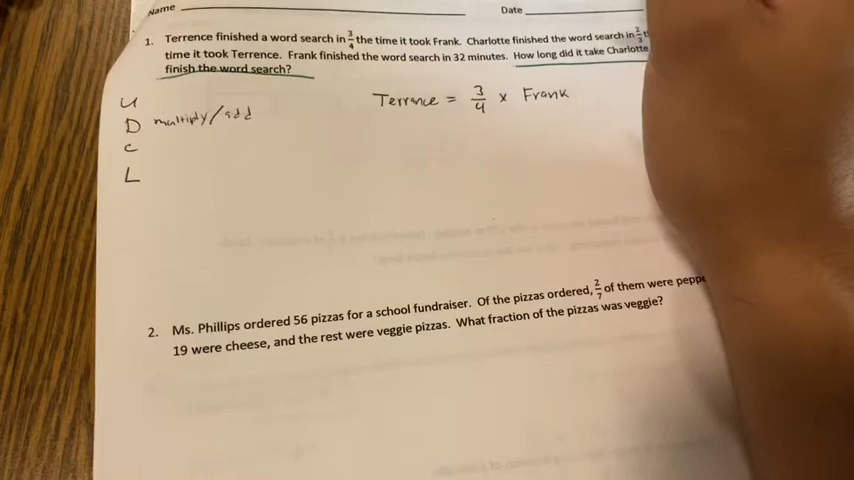 Name
Date
1. Terrence finished a word search in 3/4 the time it took Frank. Charlotte finished the word search in 2/3 t
time it took Terrence. Frank finished the word search in 32 minutes. How long did it take Charlotte
finish the word search?
U
D multiply/add
C
L
Terrance = 3/4 x Frank
2. Ms. Phillips ordered 56 pizzas for a school fundraiser. Of the pizzas ordered, 2/7 of them were peppe
19 were cheese, and the rest were veggie pizzas. What fraction of the pizzas was veggie?